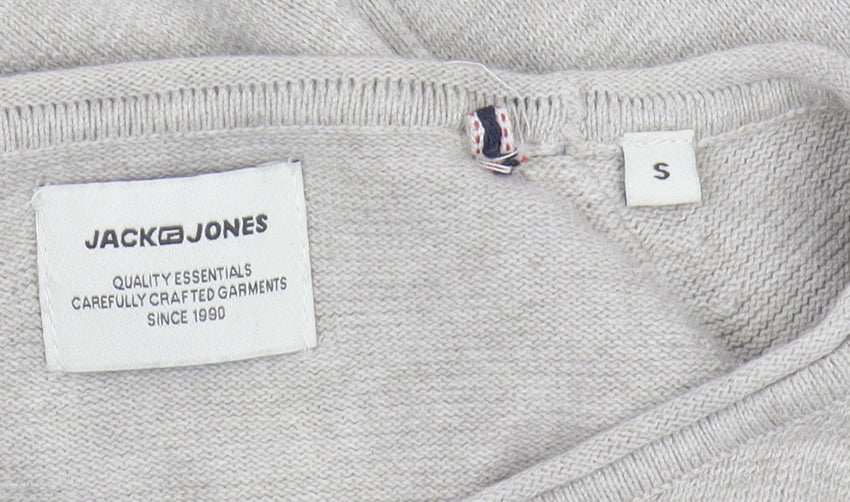 JACK & JONES
QUALITY ESSENTIALS
CAREFULLY CRAFTED GARMENTS
SINCE 1990
S